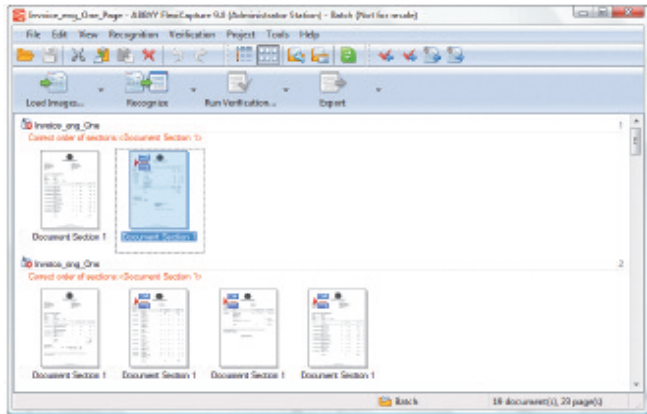 Invoice_eng_One_Page - ABBYY FlexiCapture 9.0 (Administrator Station) - Batch (Not for resale)
File Edit View Recognition Verification Project Tools Help
Load Images... Recognize Run Verification... Export
Invoice_eng_One 1
Correct order of sections:<Document Section 1>
Document Section 1 Document Section 1
Invoice_eng_One 2
Correct order of sections:<Document Section 1>
Document Section 1 Document Section 1 Document Section 1 Document Section 1
Batch 19 document(s), 23 page(s)